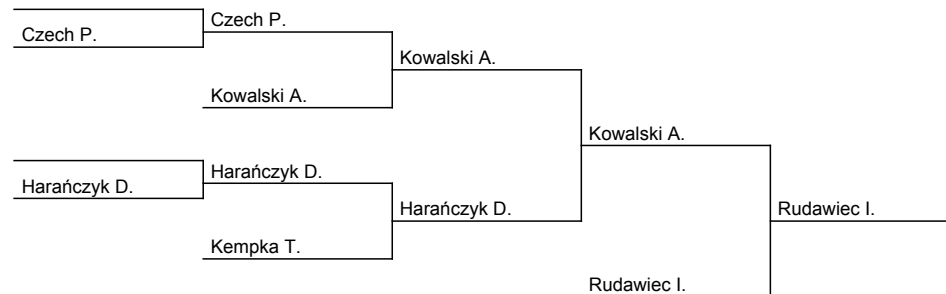 Czech P.
Czech P.
Kowalski A.
Kowalski A.
Kowalski A.
Harańczyk D.
Harańczyk D.
Harańczyk D.
Rudawiec I.
Kempka T.
Rudawiec I.